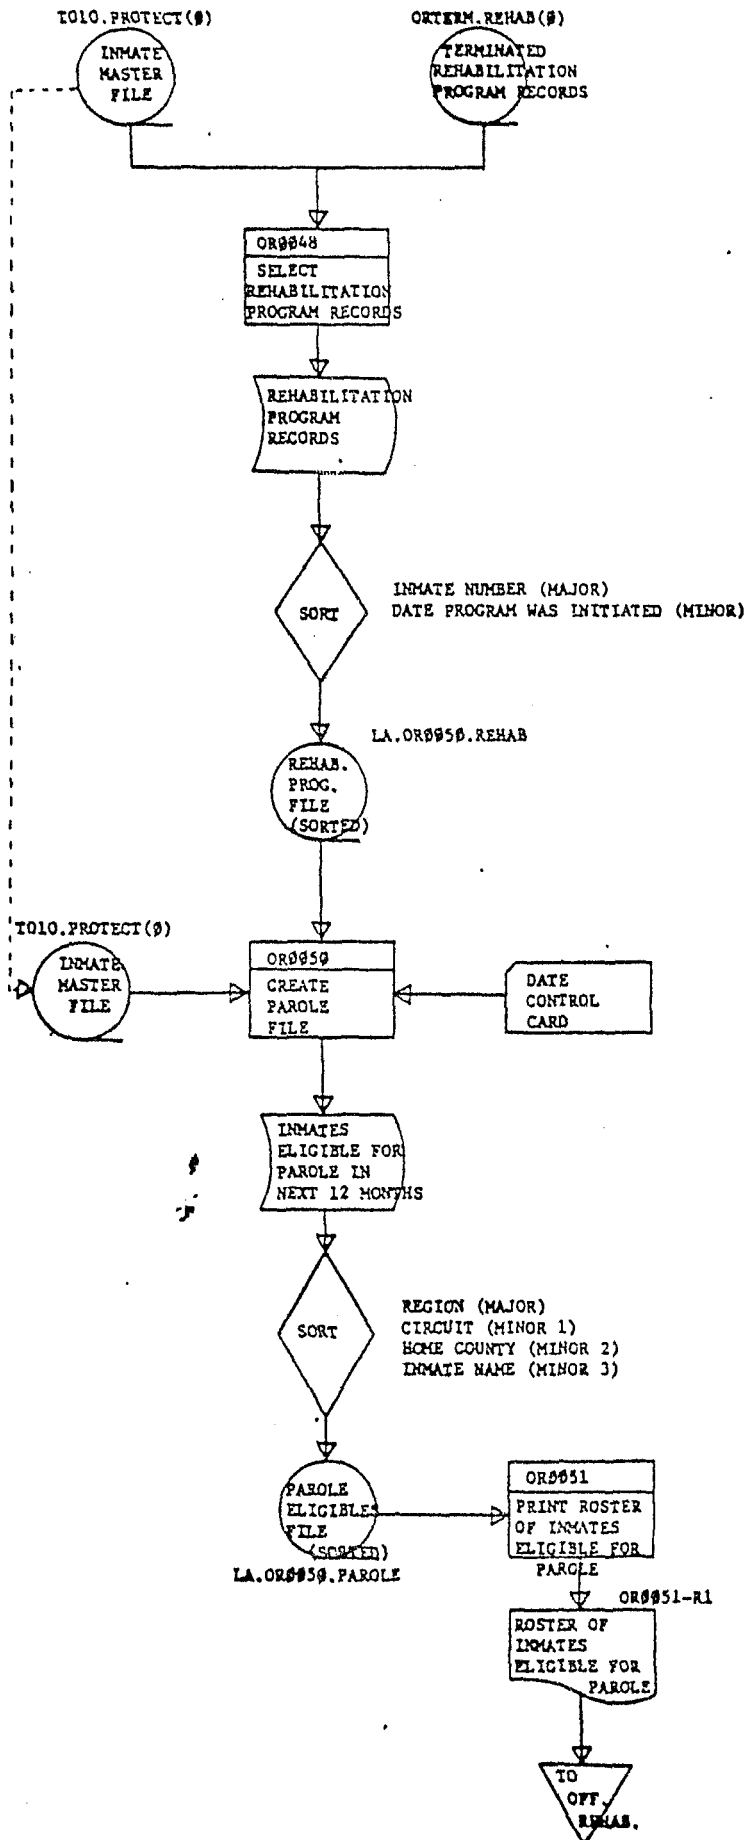 TO10.PROTECT(Ø)
ORTERM.REHAB(Ø)
INMATE
MASTER
FILE
TERMINATED
REHABILITATION
PROGRAM RECORDS
ORØØ48
SELECT
REHABILITATION
PROGRAM RECORDS
REHABILITATION
PROGRAM
RECORDS
SORT
INMATE NUMBER (MAJOR)
DATE PROGRAM WAS INITIATED (MINOR)
LA.ORØØ5Ø.REHAB
REHAB.
PROG.
FILE
(SORTED)
TO10.PROTECT(Ø)
INMATE
MASTER
FILE
ORØØ5Ø
CREATE
PAROLE
FILE
DATE
CONTROL
CARD
INMATES
ELIGIBLE FOR
PAROLE IN
NEXT 12 MONTHS
SORT
REGION (MAJOR)
CIRCUIT (MINOR 1)
HOME COUNTY (MINOR 2)
INMATE NAME (MINOR 3)
PAROLE
ELIGIBLES
FILE
(SORTED)
LA.ORØØ5Ø.PAROLE
ORØØ51
PRINT ROSTER
OF INMATES
ELIGIBLE FOR
PAROLE
ORØØ51-R1
ROSTER OF
INMATES
ELIGIBLE FOR
PAROLE
TO
OFF.
REHAB.